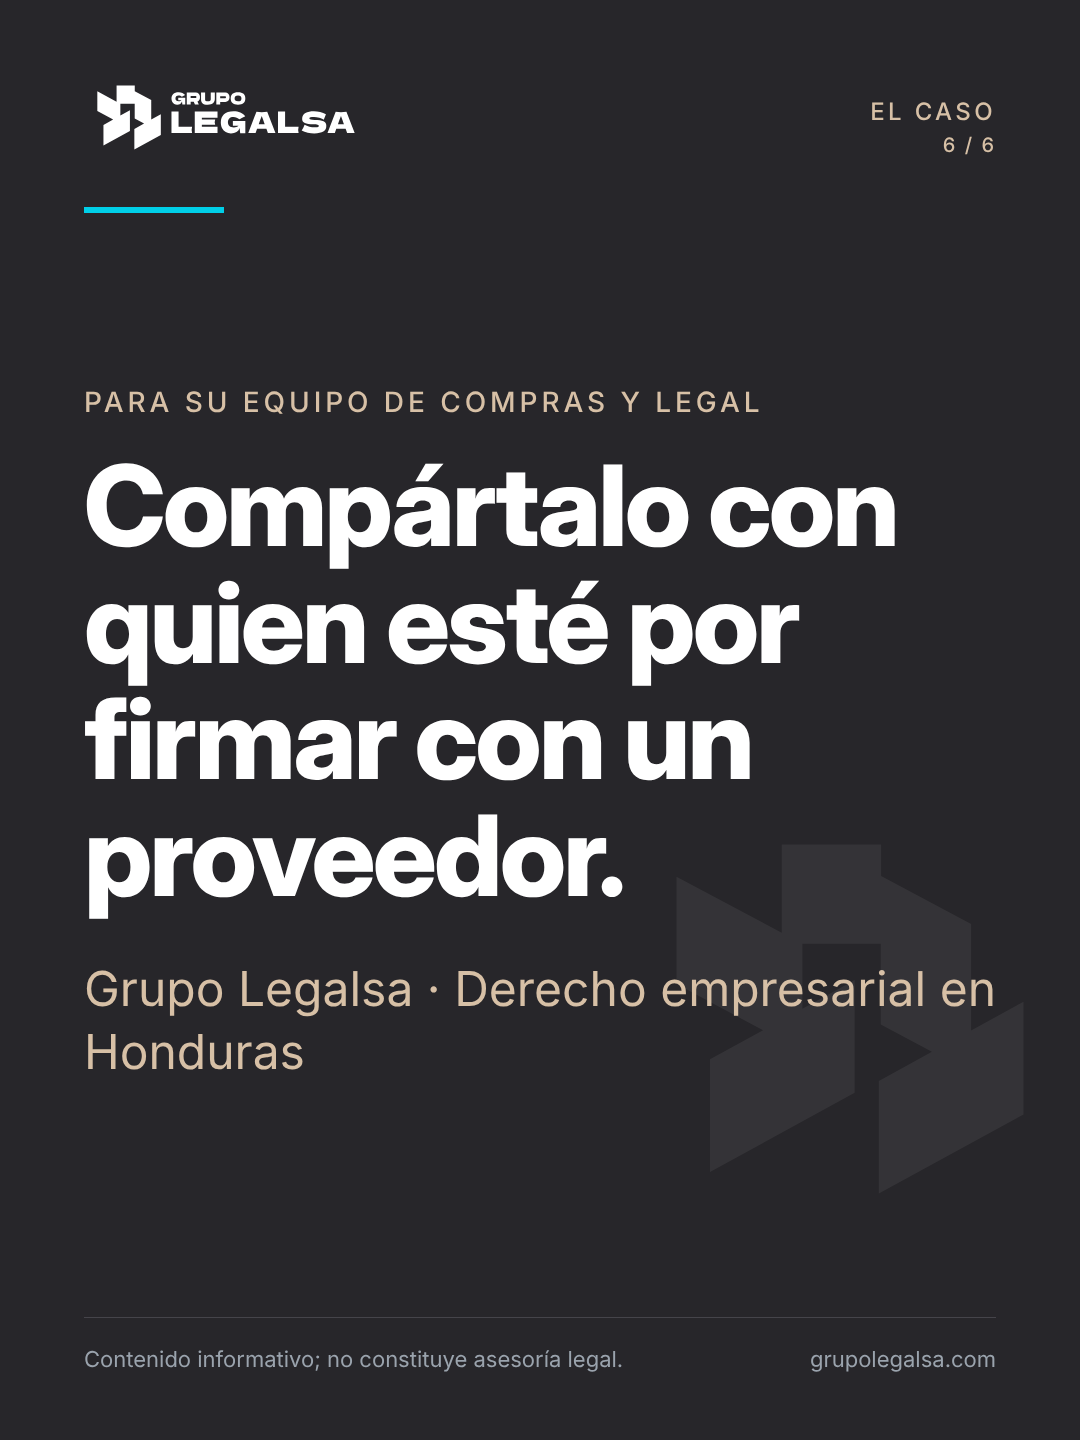 GRUPO
LEGALSA
EL CASO
6 / 6
PARA SU EQUIPO DE COMPRAS Y LEGAL
Compártalo con
quien esté por
firmar con un
proveedor.
Grupo Legalsa · Derecho empresarial en
Honduras
Contenido informativo; no constituye asesoría legal.
grupolegalsa.com